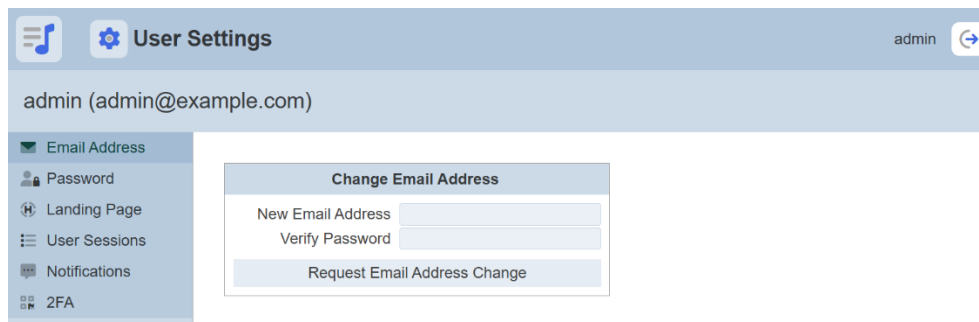 User Settings
admin
admin (admin@example.com)
Email Address
Password
Landing Page
User Sessions
Notifications
2FA
Change Email Address
New Email Address
Verify Password
Request Email Address Change